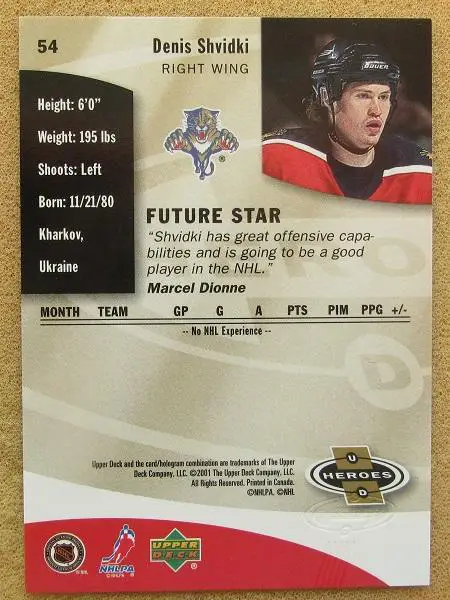 54
Denis Shvidki
RIGHT WING
BAUER
Height: 6'0"
Weight: 195 lbs
Shoots: Left
Born: 11/21/80
Kharkov,
Ukraine
FUTURE STAR
"Shvidki has great offensive capa-
bilities and is going to be a good
player in the NHL."
Marcel Dionne
MONTH TEAM GP G A PTS PIM PPG +/-
-- No NHL Experience --
Upper Deck and the card/hologram combination are trademarks of The Upper
Deck Company, LLC. ©2001 The Upper Deck Company, LLC.
All Rights Reserved. Printed in Canada.
©NHLPA. ©NHL
U
HEROES
D
NHLPA
UPPER
DECK